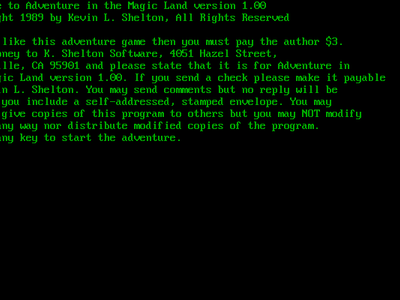 e to Adventure in the Magic Land version 1.00
ght 1989 by Kevin L. Shelton, All Rights Reserved
like this adventure game then you must pay the author $3.
oney to K. Shelton Software, 4051 Hazel Street,
ille, CA 95901 and please state that it is for Adventure in
gic Land version 1.00. If you send a check please make it payable
in L. Shelton. You may send comments but no reply will be
you include a self-addressed, stamped envelope. You may
give copies of this program to others but you may NOT modify
any way nor distribute modified copies of the program.
any key to start the adventure.